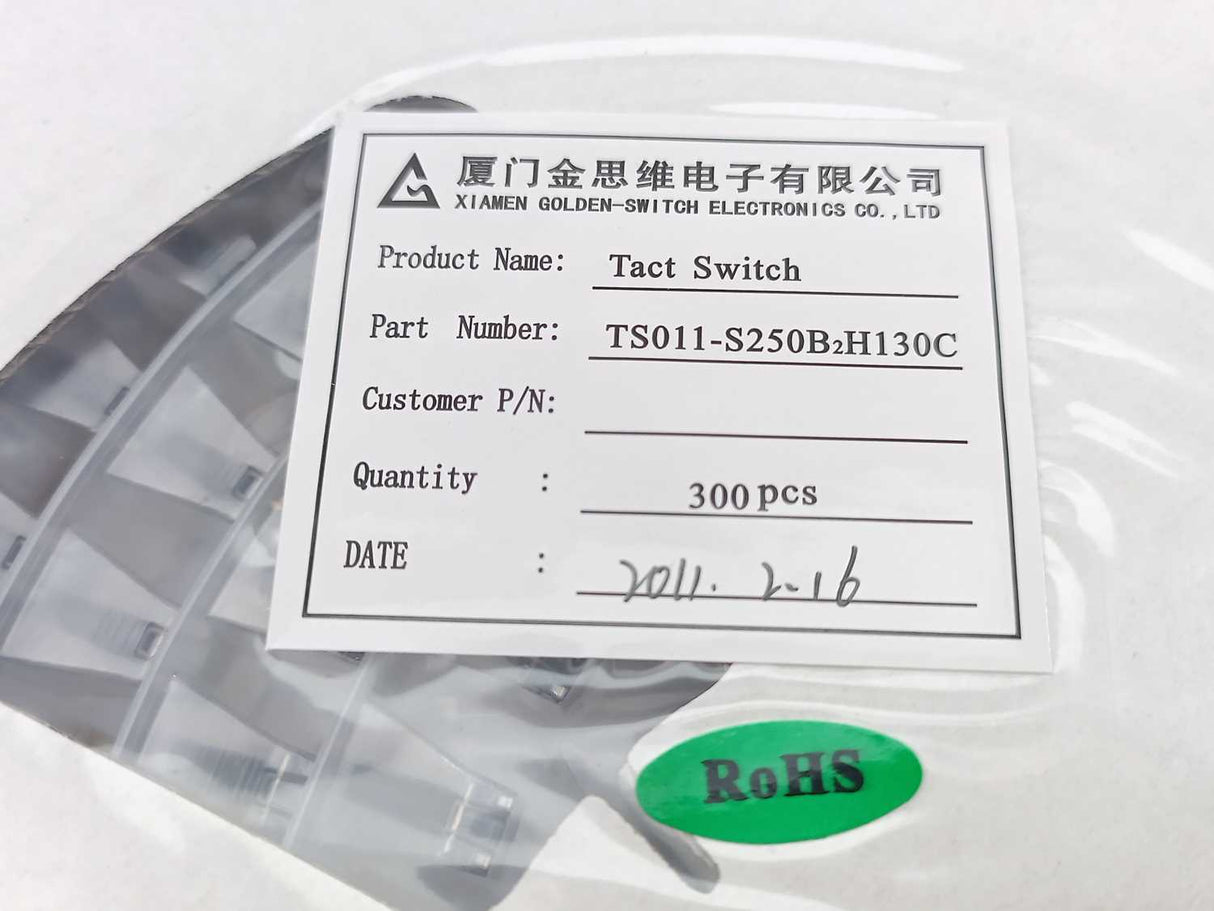 厦门金思维电子有限公司
XIAMEN GOLDEN-SWITCH ELECTRONICS CO.,LTD
Product Name: Tact Switch
Part Number: TS011-S250B₂H130C
Customer P/N:
Quantity : 300 pcs
DATE : 2011. 2-16
RoHS